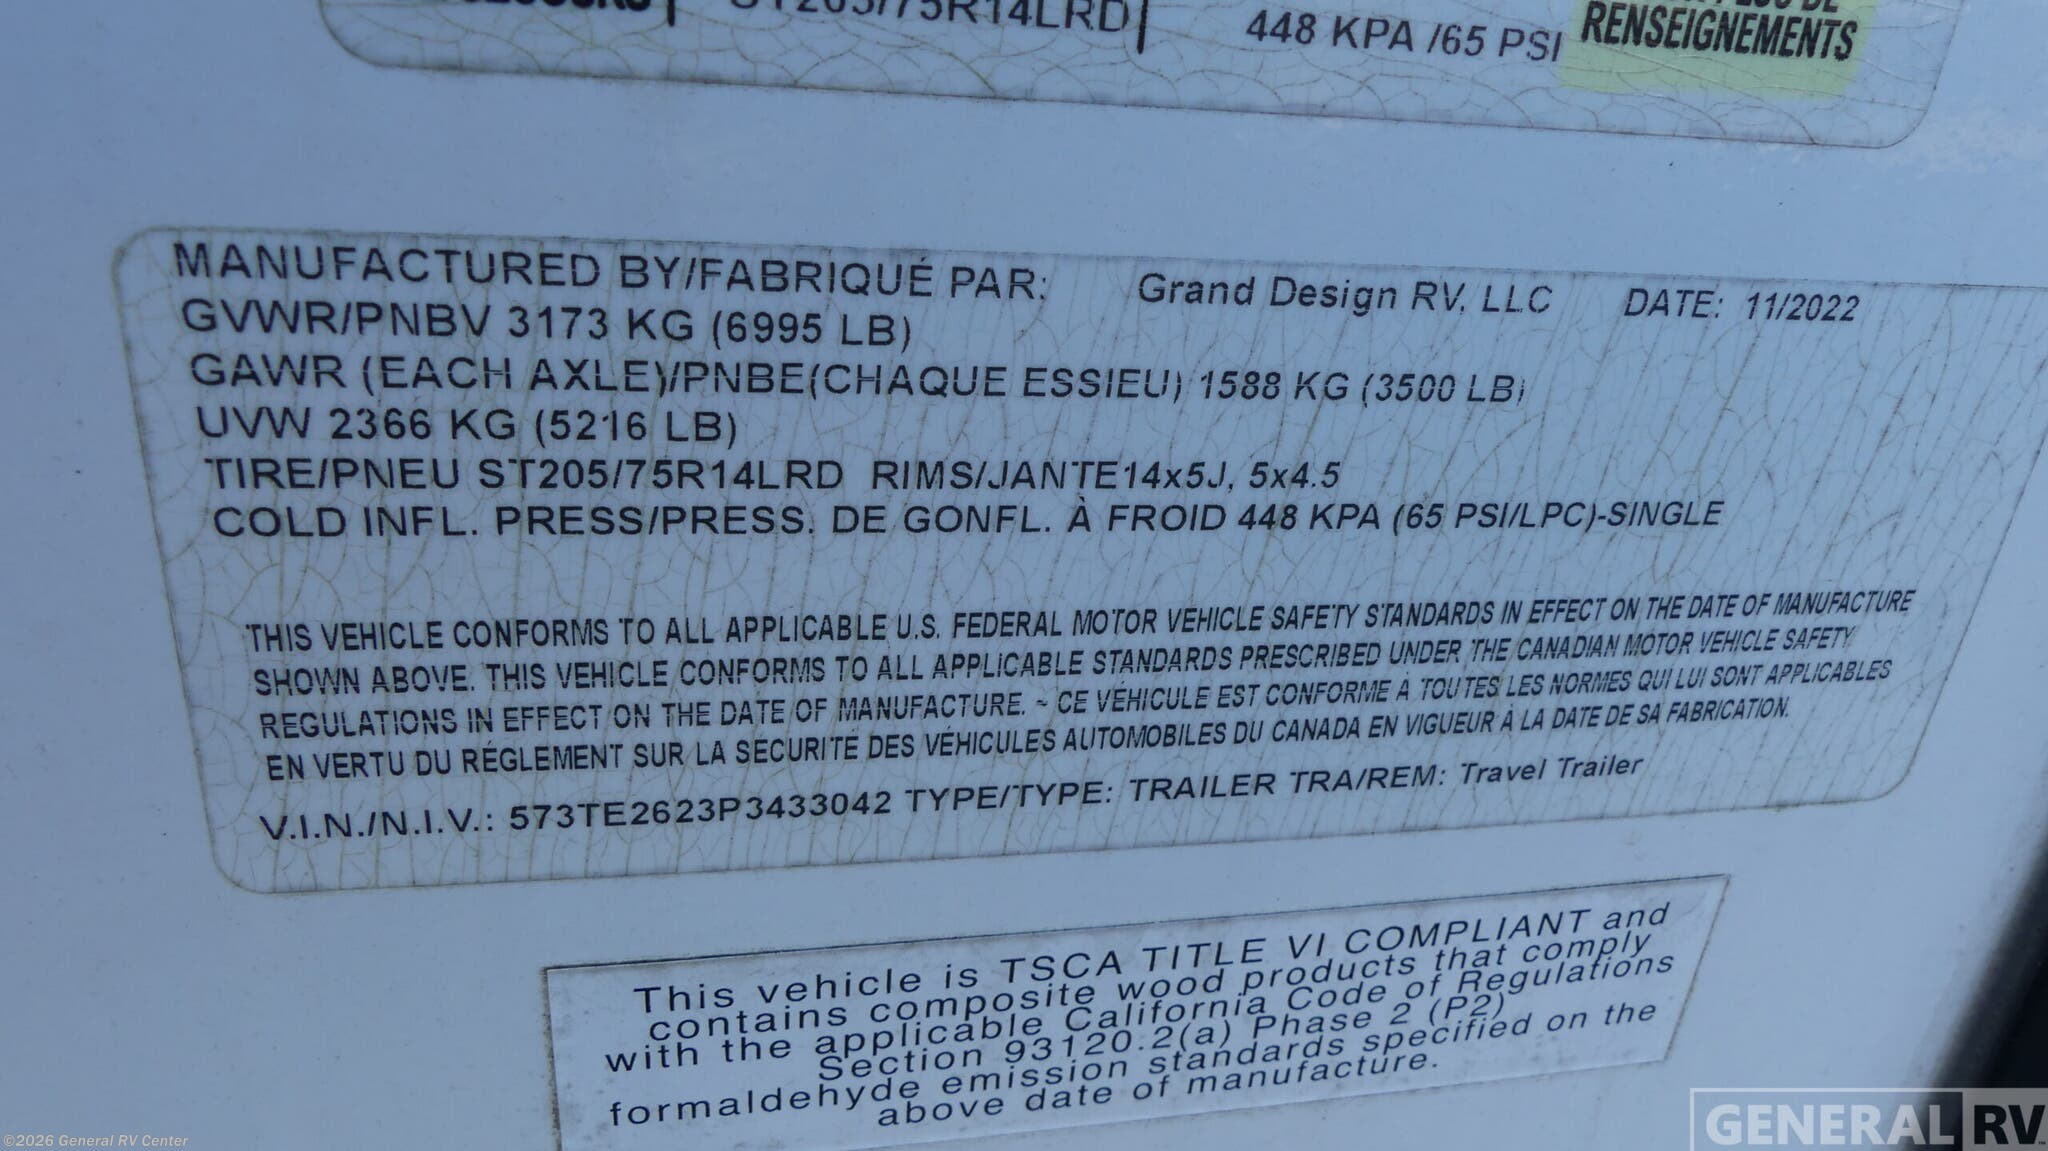 ST205/75R14LRD
448 KPA /65 PSI
RENSEIGNEMENTS
MANUFACTURED BY/FABRIQUÉ PAR: Grand Design RV, LLC DATE: 11/2022
GVWR/PNBV 3173 KG (6995 LB)
GAWR (EACH AXLE)/PNBE(CHAQUE ESSIEU) 1588 KG (3500 LB)
UVW 2366 KG (5216 LB)
TIRE/PNEU ST205/75R14LRD RIMS/JANTE14x5J, 5x4.5
COLD INFL. PRESS/PRESS. DE GONFL. À FROID 448 KPA (65 PSI/LPC)-SINGLE
THIS VEHICLE CONFORMS TO ALL APPLICABLE U.S. FEDERAL MOTOR VEHICLE SAFETY STANDARDS IN EFFECT ON THE DATE OF MANUFACTURE
SHOWN ABOVE. THIS VEHICLE CONFORMS TO ALL APPLICABLE STANDARDS PRESCRIBED UNDER THE CANADIAN MOTOR VEHICLE SAFETY
REGULATIONS IN EFFECT ON THE DATE OF MANUFACTURE. ~ CE VÉHICULE EST CONFORME À TOUTES LES NORMES QUI LUI SONT APPLICABLES
EN VERTU DU RÉGLEMENT SUR LA SÉCURITÉ DES VÉHICULES AUTOMOBILES DU CANADA EN VIGUEUR À LA DATE DE SA FABRICATION.
V.I.N./N.I.V.: 573TE2623P3433042 TYPE/TYPE: TRAILER TRA/REM: Travel Trailer
This vehicle is TSCA TITLE VI COMPLIANT and
contains composite wood products that comply
with the applicable California Code of Regulations
Section 93120.2(a) Phase 2 (P2)
formaldehyde emission standards specified on the
above date of manufacture.
©2026 General RV Center
GENERAL RV